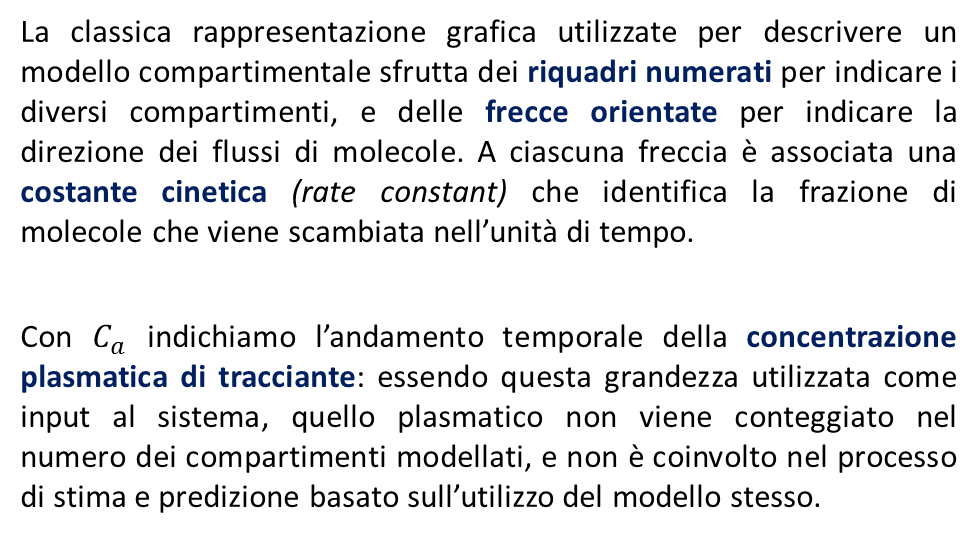 La classica rappresentazione grafica utilizzate per descrivere un
modello compartimentale sfrutta dei riquadri numerati per indicare i
diversi compartimenti, e delle frecce orientate per indicare la
direzione dei flussi di molecole. A ciascuna freccia è associata una
costante cinetica (rate constant) che identifica la frazione di
molecole che viene scambiata nell’unità di tempo.
Con Cₐ indichiamo l’andamento temporale della concentrazione
plasmatica di tracciante: essendo questa grandezza utilizzata come
input al sistema, quello plasmatico non viene conteggiato nel
numero dei compartimenti modellati, e non è coinvolto nel processo
di stima e predizione basato sull’utilizzo del modello stesso.